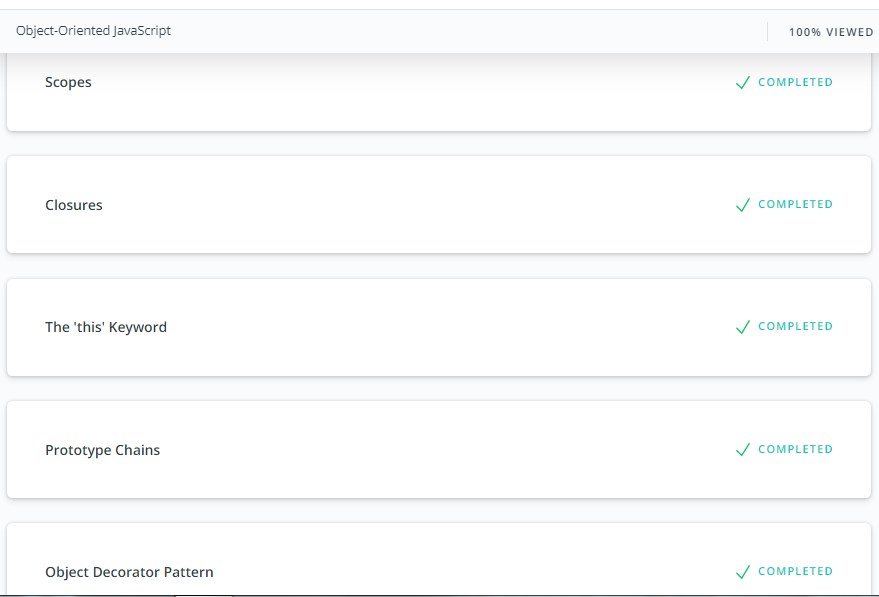 Object-Oriented JavaScript
100% VIEWED
Scopes
COMPLETED
Closures
COMPLETED
The 'this' Keyword
COMPLETED
Prototype Chains
COMPLETED
Object Decorator Pattern
COMPLETED